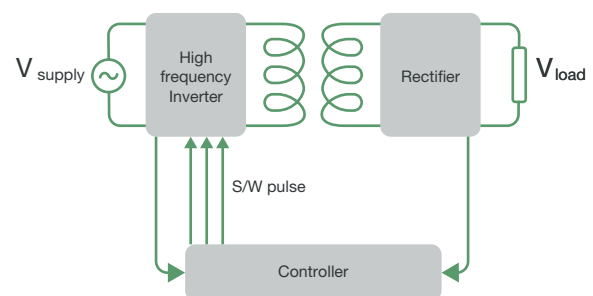 V supply
High
frequency
Inverter
Rectifier
V load
S/W pulse
Controller